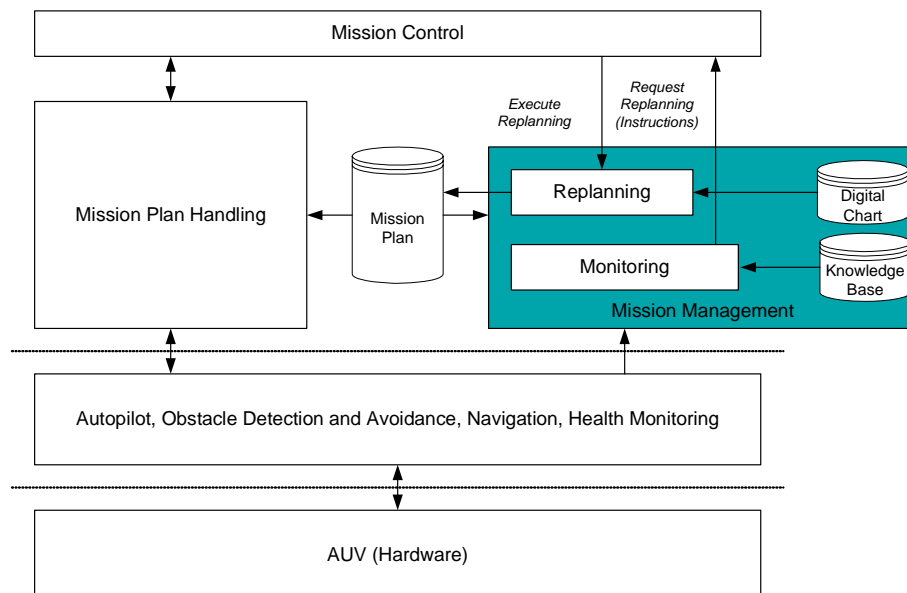 Mission Control
Execute
Replanning
Request
Replanning
(Instructions)
Mission Plan Handling
Mission
Plan
Replanning
Digital
Chart
Monitoring
Knowledge
Base
Mission Management
Autopilot, Obstacle Detection and Avoidance, Navigation, Health Monitoring
AUV (Hardware)